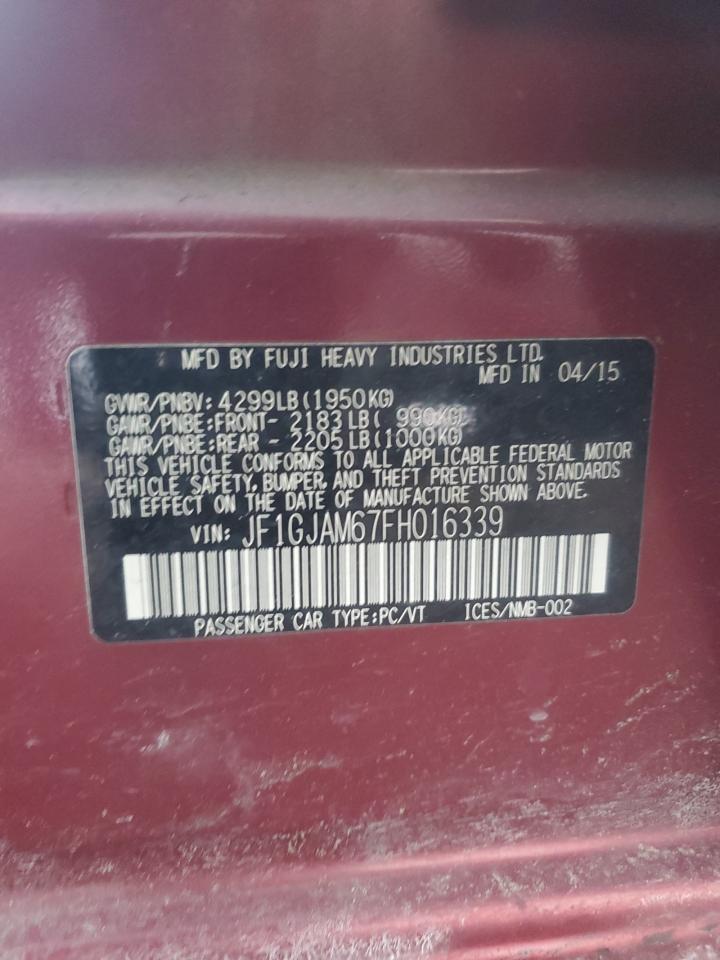 MFD BY FUJI HEAVY INDUSTRIES LTD.
MFD IN 04/15
GVWR/PNBV: 4299LB(1950KG)
GAWR/PNBE:FRONT- 2183LB( 990KG)
GAWR/PNBE:REAR - 2205LB(1000KG)
THIS VEHICLE CONFORMS TO ALL APPLICABLE FEDERAL MOTOR
VEHICLE SAFETY, BUMPER, AND THEFT PREVENTION STANDARDS
IN EFFECT ON THE DATE OF MANUFACTURE SHOWN ABOVE.
VIN: JF1GJAM67FH016339
PASSENGER CAR TYPE:PC/VT ICES/NMB-002